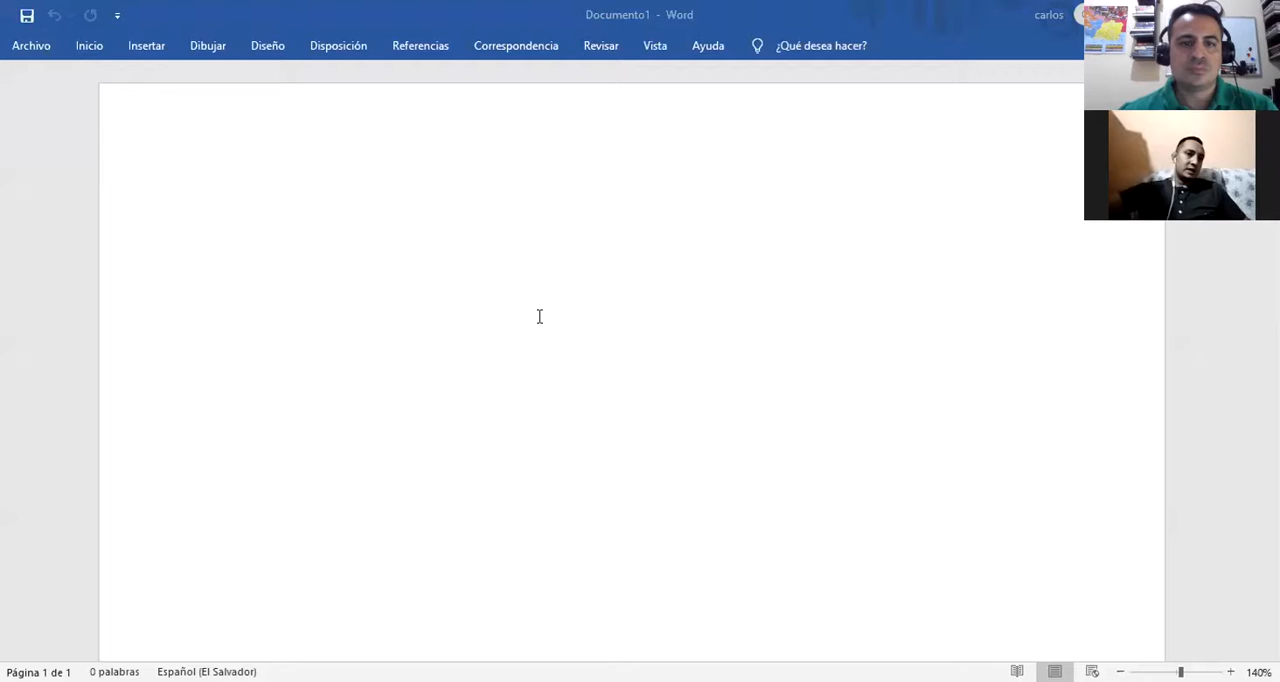 Documento1 - Word
carlos
Archivo Inicio Insertar Dibujar Diseño Disposición Referencias Correspondencia Revisar Vista Ayuda ¿Qué desea hacer?
Página 1 de 1 0 palabras Español (El Salvador) 140%